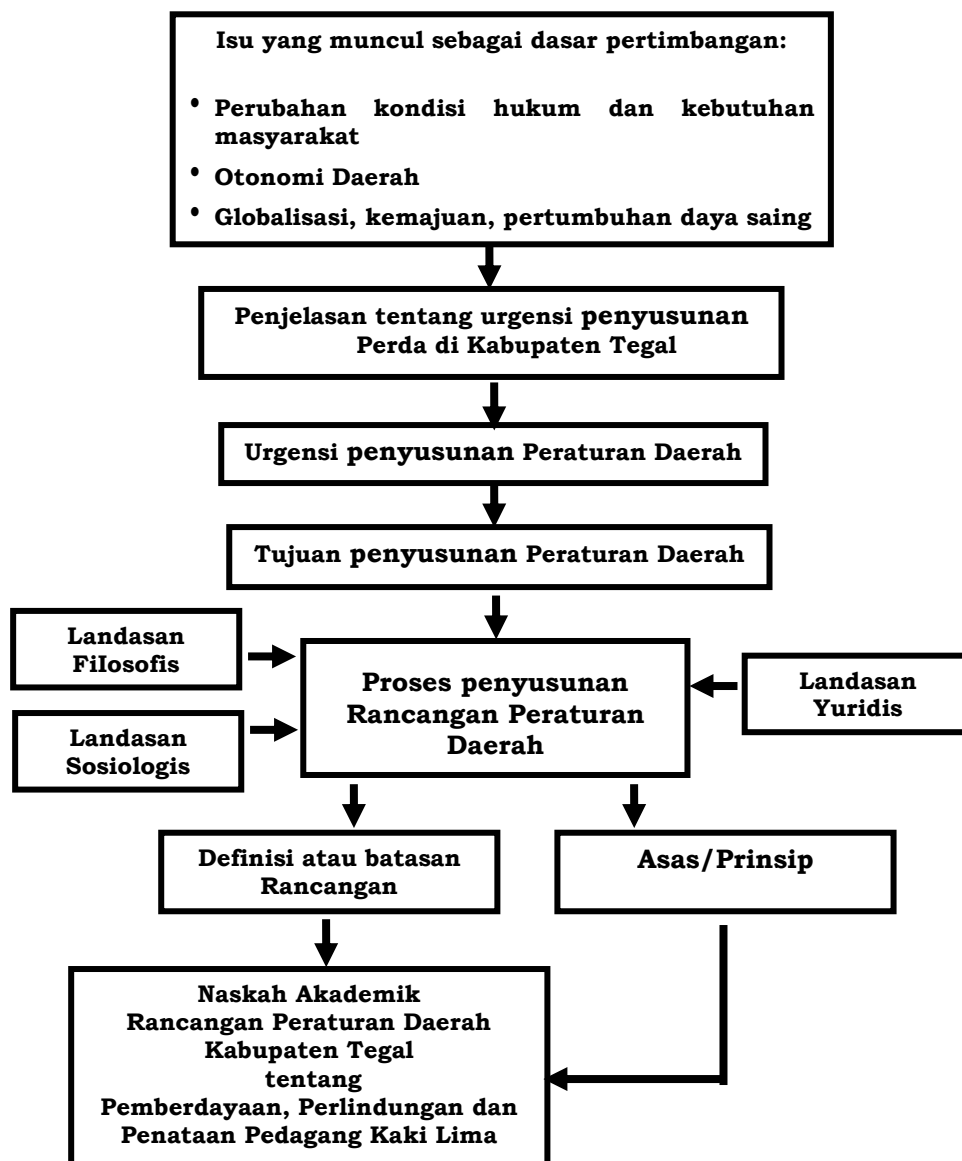 Isu yang muncul sebagai dasar pertimbangan:
• Perubahan kondisi hukum dan kebutuhan
masyarakat
• Otonomi Daerah
• Globalisasi, kemajuan, pertumbuhan daya saing
Penjelasan tentang urgensi penyusunan
Perda di Kabupaten Tegal
Urgensi penyusunan Peraturan Daerah
Tujuan penyusunan Peraturan Daerah
Landasan
Filosofis
Landasan
Sosiologis
Proses penyusunan
Rancangan Peraturan
Daerah
Landasan
Yuridis
Definisi atau batasan
Rancangan
Asas/Prinsip
Naskah Akademik
Rancangan Peraturan Daerah
Kabupaten Tegal
tentang
Pemberdayaan, Perlindungan dan
Penataan Pedagang Kaki Lima